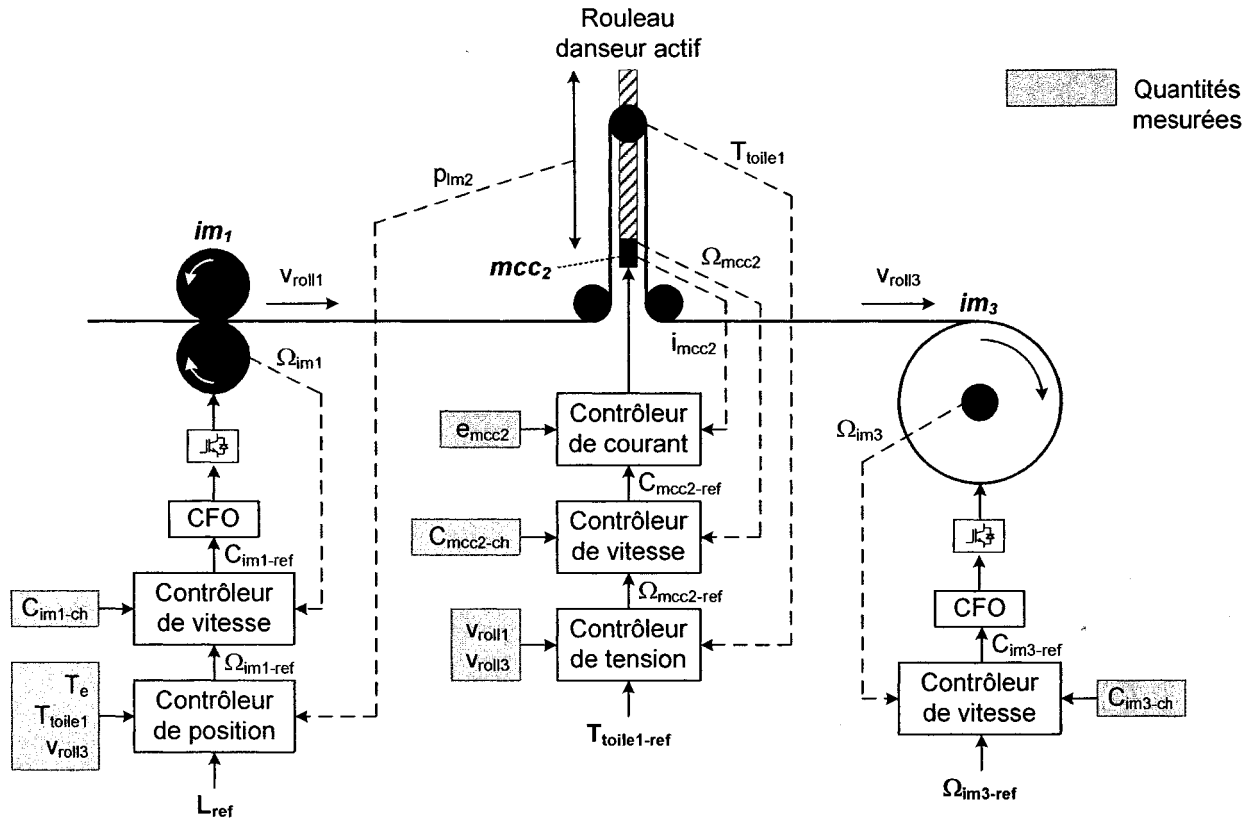 Rouleau
danseur actif
Quantités
mesurées
T_toile1
p_lm2
im_1
Ω_mcc2
mcc_2
v_roll1
v_roll3
im_3
Ω_im1
i_mcc2
Contrôleur
de courant
e_mcc2
Ω_im3
C_mcc2-ref
CFO
Contrôleur
de vitesse
C_mcc2-ch
C_im1-ref
Contrôleur
de vitesse
C_im1-ch
Ω_mcc2-ref
CFO
v_roll1
v_roll3
Contrôleur
de tension
C_im3-ref
Ω_im1-ref
Contrôleur
de vitesse
C_im3-ch
T_e
T_toile1
v_roll3
Contrôleur
de position
T_toile1-ref
L_ref
Ω_im3-ref